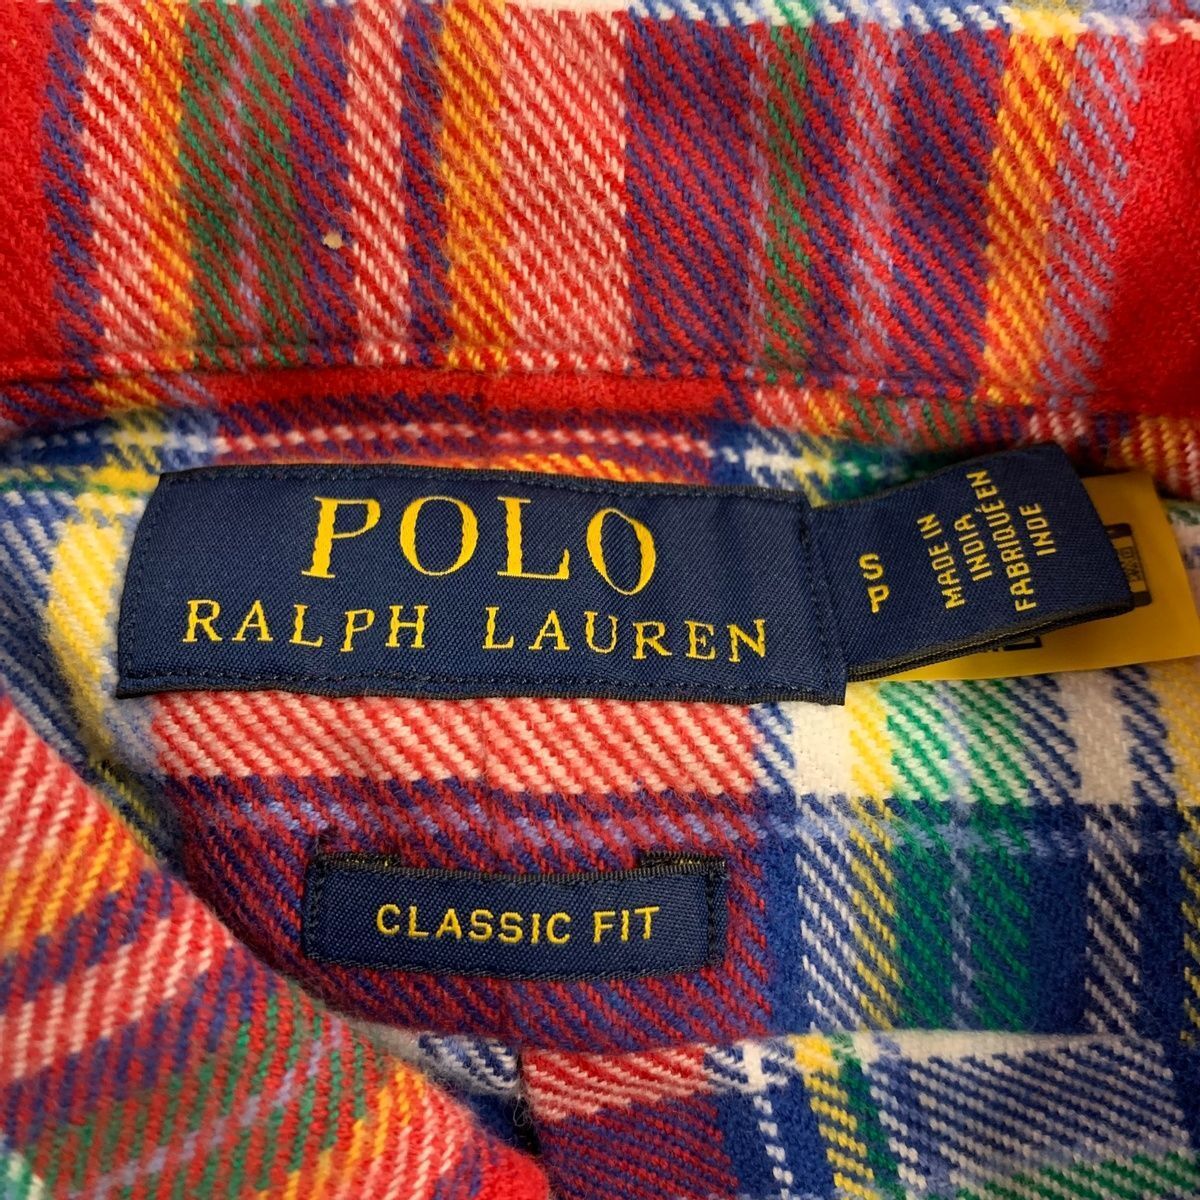 POLO
RALPH LAUREN
S
P
MADE IN
INDIA
FABRIQUÉ EN
INDE
CLASSIC FIT